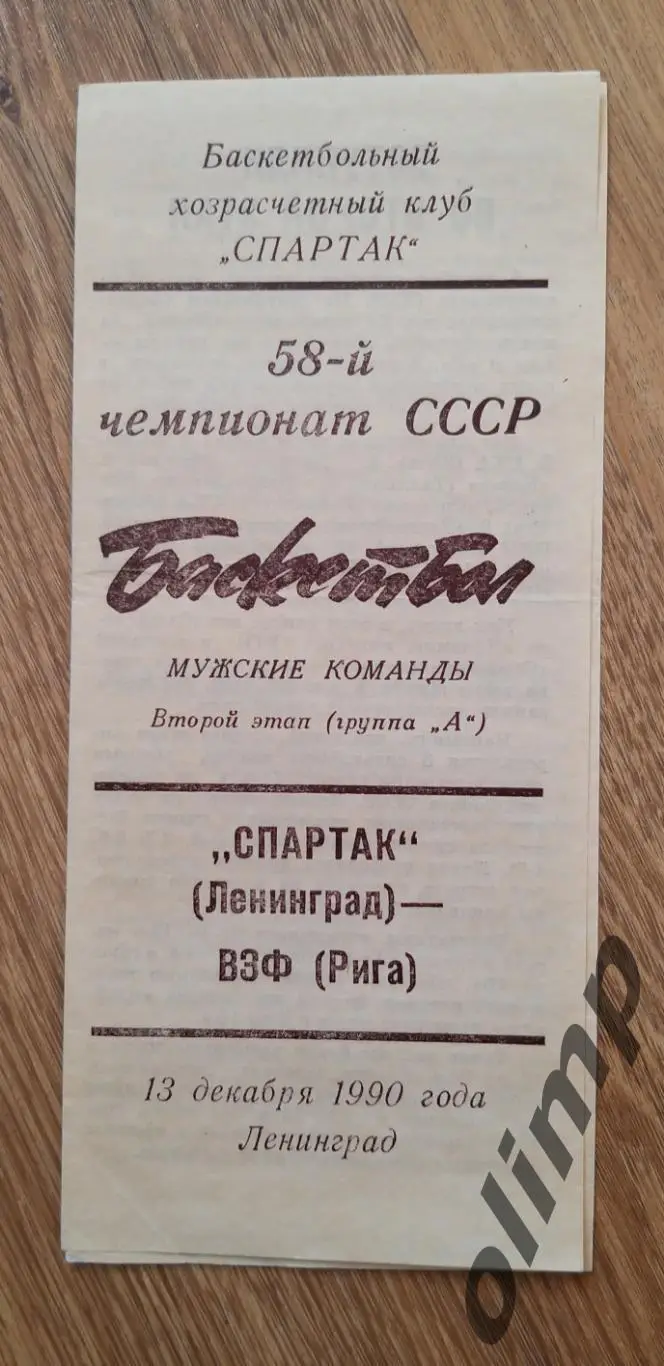 Баскетбольный
хозрасчетный клуб
„СПАРТАК“
58-й
чемпионат СССР
Баскетбол
МУЖСКИЕ КОМАНДЫ
Второй этап (группа „А“)
„СПАРТАК“
(Ленинград)—
ВЗФ (Рига)
13 декабря 1990 года
Ленинград
olimp